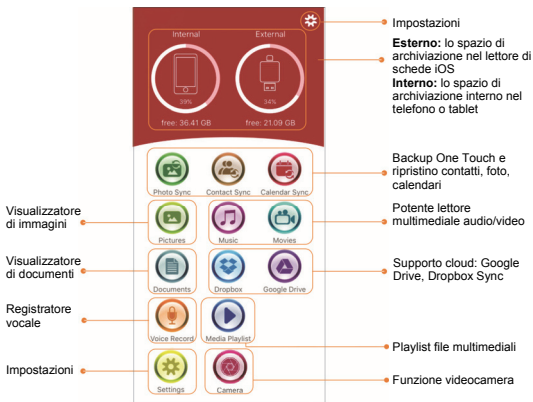 Impostazioni
Internal
External
Esterno: lo spazio di
archiviazione nel lettore di
schede iOS
Interno: lo spazio di
archiviazione interno nel
telefono o tablet
39%
34%
free: 36.41 GB
free: 21.09 GB
Photo Sync
Contact Sync
Calendar Sync
Backup One Touch e
ripristino contatti, foto,
calendari
Visualizzatore
di immagini
Pictures
Music
Movies
Potente lettore
multimediale audio/video
Visualizzatore
di documenti
Documents
Dropbox
Google Drive
Supporto cloud: Google
Drive, Dropbox Sync
Registratore
vocale
Voice Record
Media Playlist
Playlist file multimediali
Impostazioni
Settings
Camera
Funzione videocamera